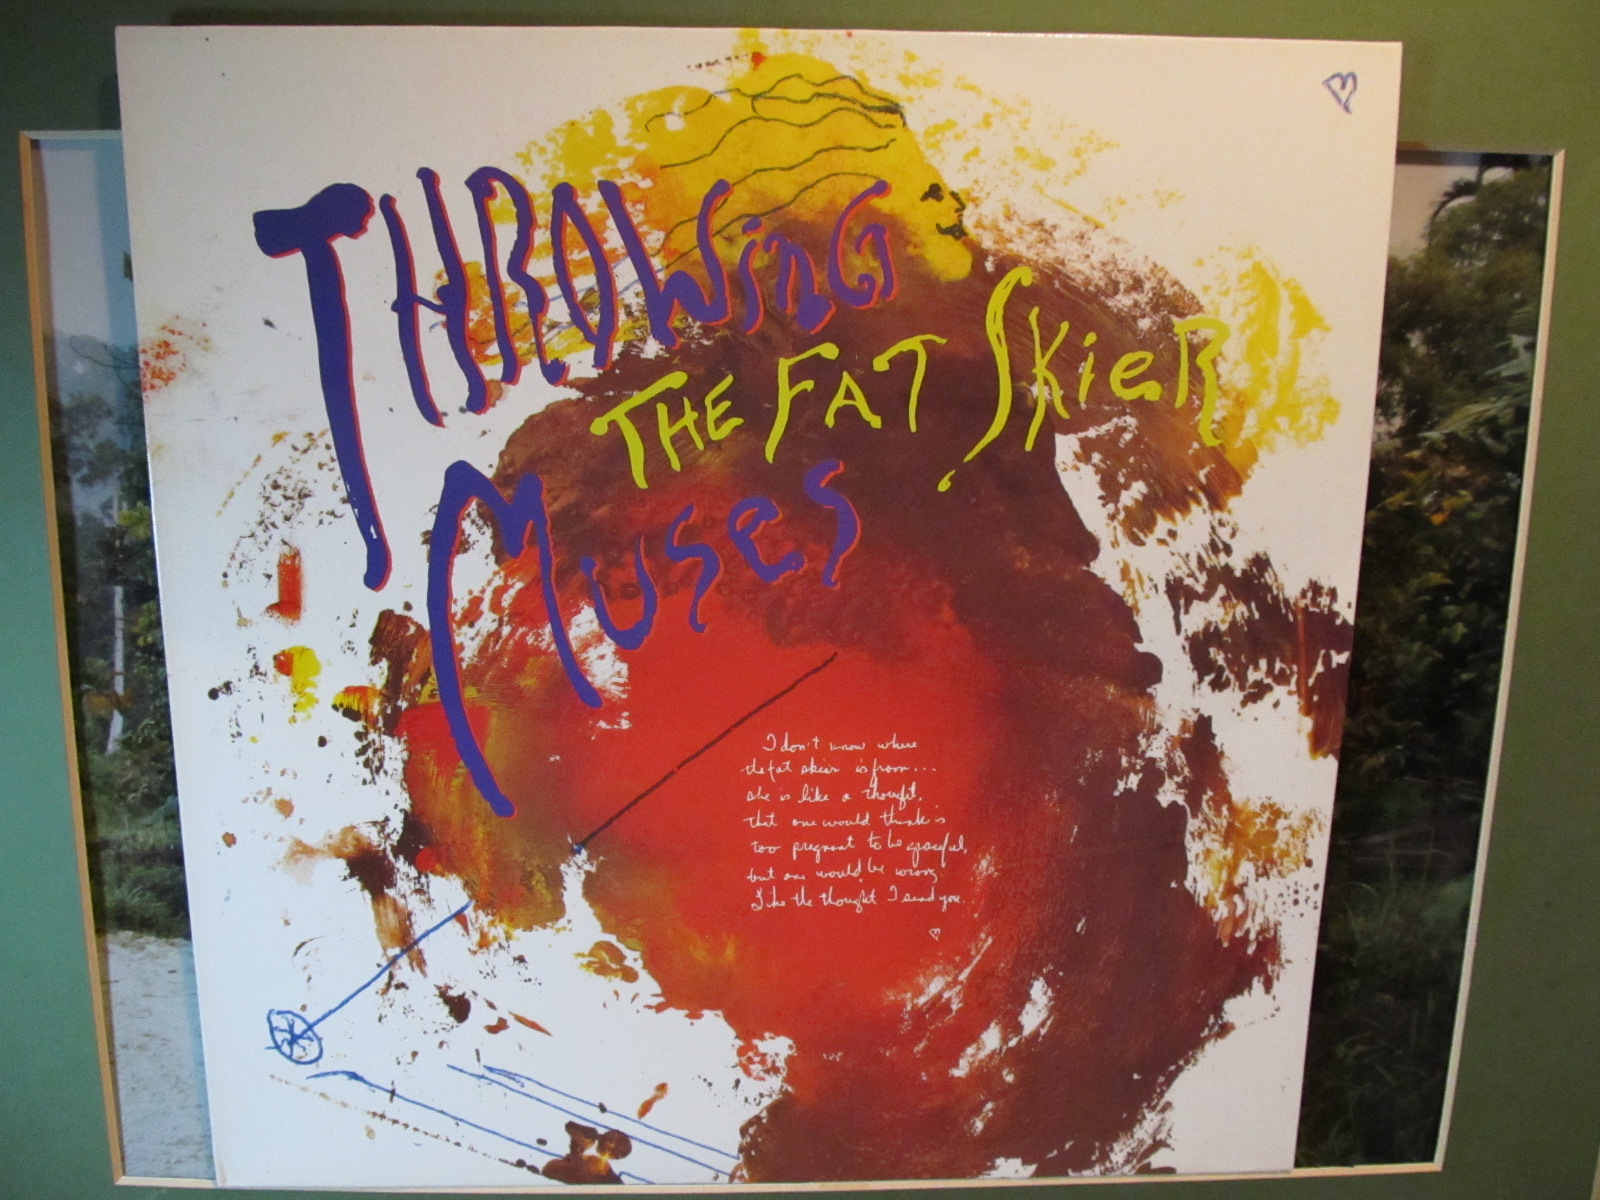 THROWinG
THE FAT SKieR
MUSeS
I don't know where
the fat skier is from...
she is like a thought,
that one would think is
too pregnant to be graceful,
but one would be wrong
Like the thought I send you.